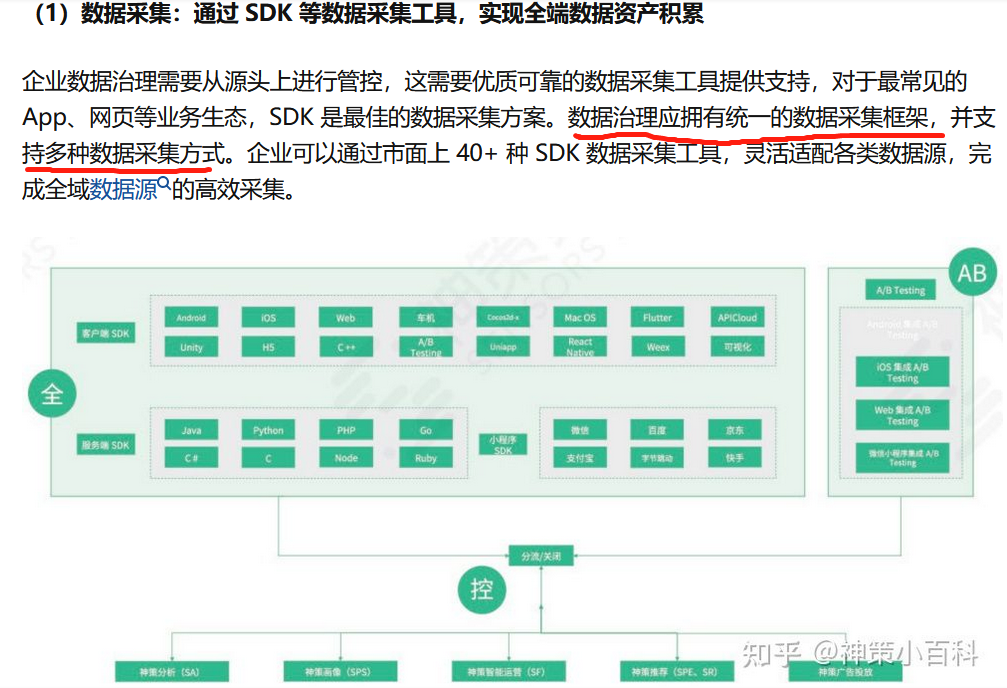 （1）数据采集：通过 SDK 等数据采集工具，实现全端数据资产积累
企业数据治理需要从源头上进行管控，这需要优质可靠的数据采集工具提供支持，对于最常见的
App、网页等业务生态，SDK 是最佳的数据采集方案。数据治理应拥有统一的数据采集框架，并支
持多种数据采集方式。企业可以通过市面上 40+ 种 SDK 数据采集工具，灵活适配各类数据源，完
成全域数据源的高效采集。
AB
A/B Testing
客户端 SDK
Android iOS Web 车机 Cocos2d-x Mac OS Flutter APICloud
Unity H5 C++ A/B Testing Uniapp React Native Weex 可视化
Android 集成 A/B
Testing
iOS 集成 A/B
Testing
Web 集成 A/B
Testing
微信小程序集成 A/B
Testing
全
服务端 SDK
Java Python PHP Go
C# C Node Ruby
小程序
SDK
微信 百度 京东
支付宝 字节跳动 快手
分流/关闭
控
神策分析（SA） 神策画像（SPS） 神策智能运营（SF） 神策推荐（SPE、SR） 神策广告投放
知乎 @神策小百科